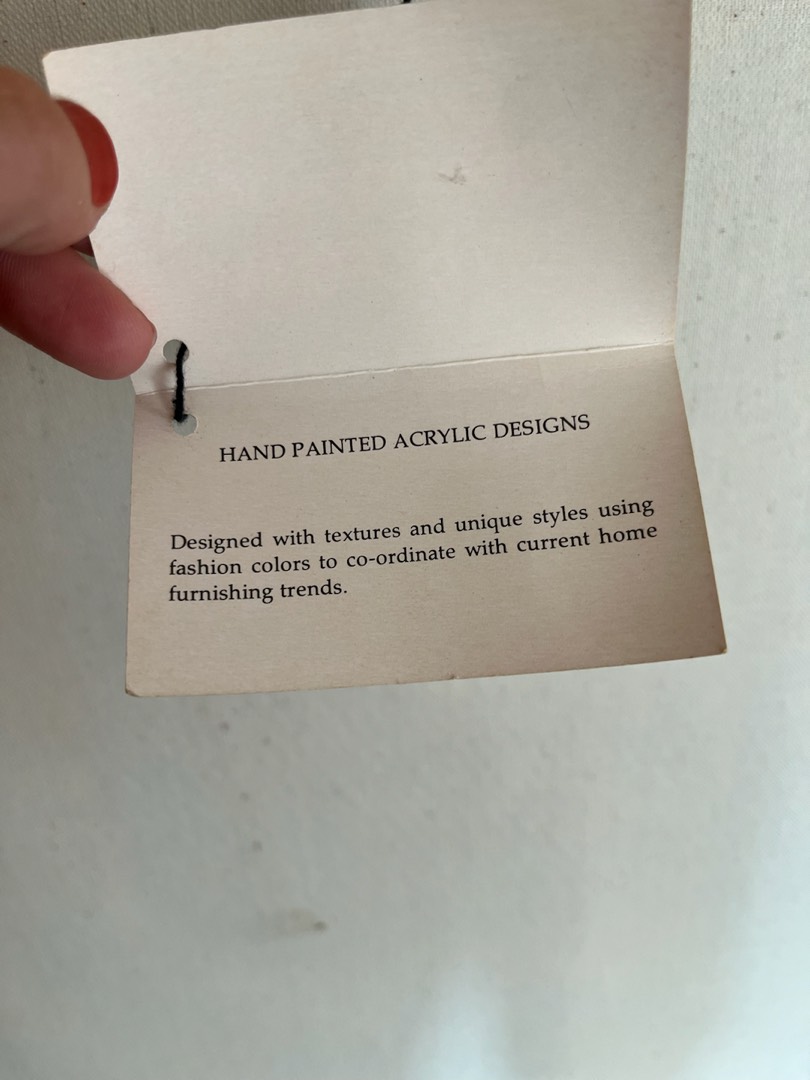 HAND PAINTED ACRYLIC DESIGNS
Designed with textures and unique styles using
fashion colors to co-ordinate with current home
furnishing trends.